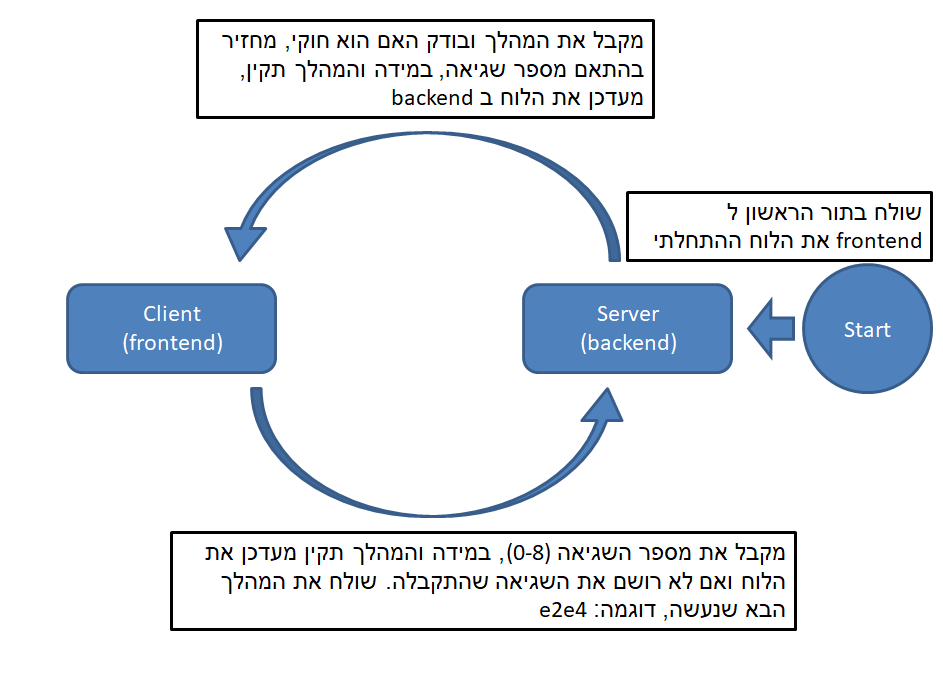 מקבל את המהלך ובודק האם הוא חוקי, מחזיר
בהתאם מספר שגיאה, במידה והמהלך תקין,
מעדכן את הלוח ב backend
שולח בתור הראשון ל
frontend את הלוח ההתחלתי
Client
(frontend)
Server
(backend)
Start
מקבל את מספר השגיאה (0-8), במידה והמהלך תקין מעדכן את
הלוח ואם לא רושם את השגיאה שהתקבלה. שולח את המהלך
הבא שנעשה, דוגמה: e2e4